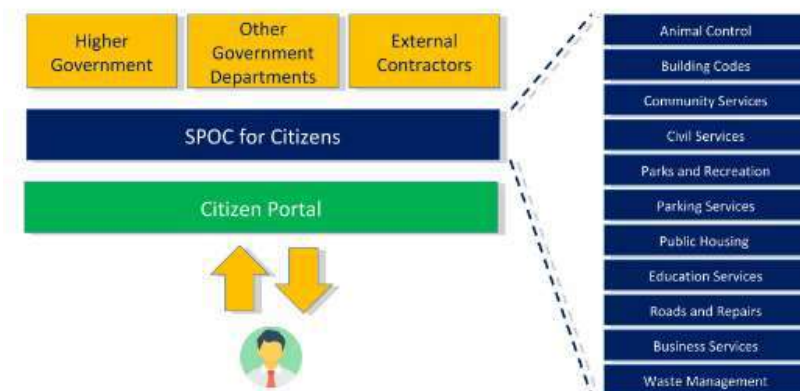 Higher
Government
Other
Government
Departments
External
Contractors
SPOC for Citizens
Citizen Portal
Animal Control
Building Codes
Community Services
Civil Services
Parks and Recreation
Parking Services
Public Housing
Education Services
Roads and Repairs
Business Services
Waste Management